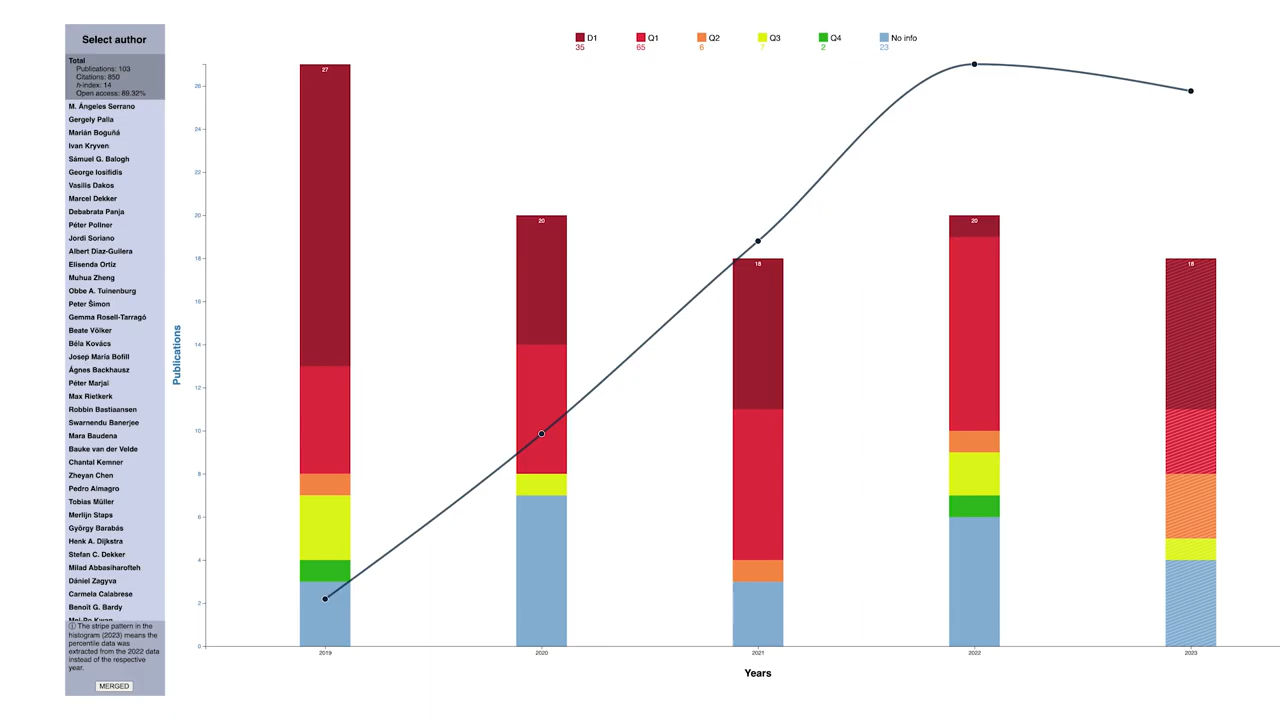 Select author
Total
Publications: 103
Citations: 850
h-index: 14
Open access: 89.32%
M. Ángeles Serrano
Gergely Palla
Marián Boguñá
Ivan Kryven
Sámuel G. Balogh
George Iosifidis
Vasilis Dakos
Marcel Dekker
Debabrata Panja
Péter Pollner
Jordi Soriano
Albert Diaz-Guilera
Elisenda Ortiz
Muhua Zheng
Obbe A. Tuinenburg
Peter Šimon
Gemma Rosell-Tarragó
Beate Völker
Béla Kovács
Josep Maria Bofill
Ágnes Backhausz
Péter Marjai
Max Rietkerk
Robbin Bastiaansen
Swarnendu Banerjee
Mara Baudena
Bauke van der Velde
Chantal Kemner
Zheyan Chen
Pedro Almagro
Tobias Müller
Merlijn Staps
György Barabás
Henk A. Dijkstra
Stefan C. Dekker
Milad Abbasiharofteh
Dániel Zagyva
Carmela Calabrese
Benoît G. Bardy
Mei-Po Kwan
ⓘ The stripe pattern in the
histogram (2023) means the
percentile data was
extracted from the 2022 data
instead of the respective
year.
MERGED
D1
35
Q1
65
Q2
6
Q3
7
Q4
2
No info
23
Publications
26
24
22
20
18
16
14
12
10
8
6
4
2
0
27
20
18
20
18
2019
2020
2021
2022
2023
Years